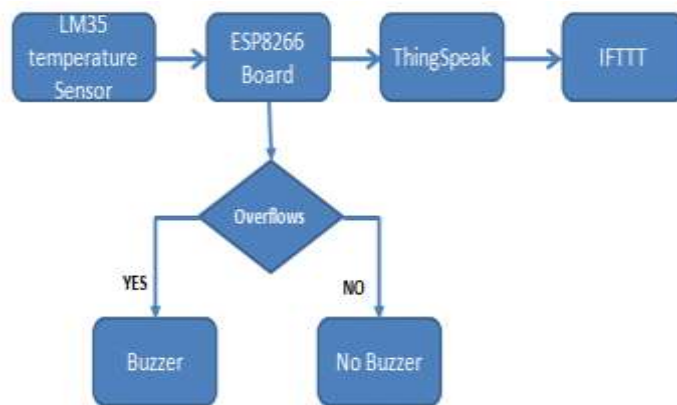 LM35
temperature
Sensor
ESP8266
Board
ThingSpeak
IFTTT
Overflows
YES
NO
Buzzer
No Buzzer